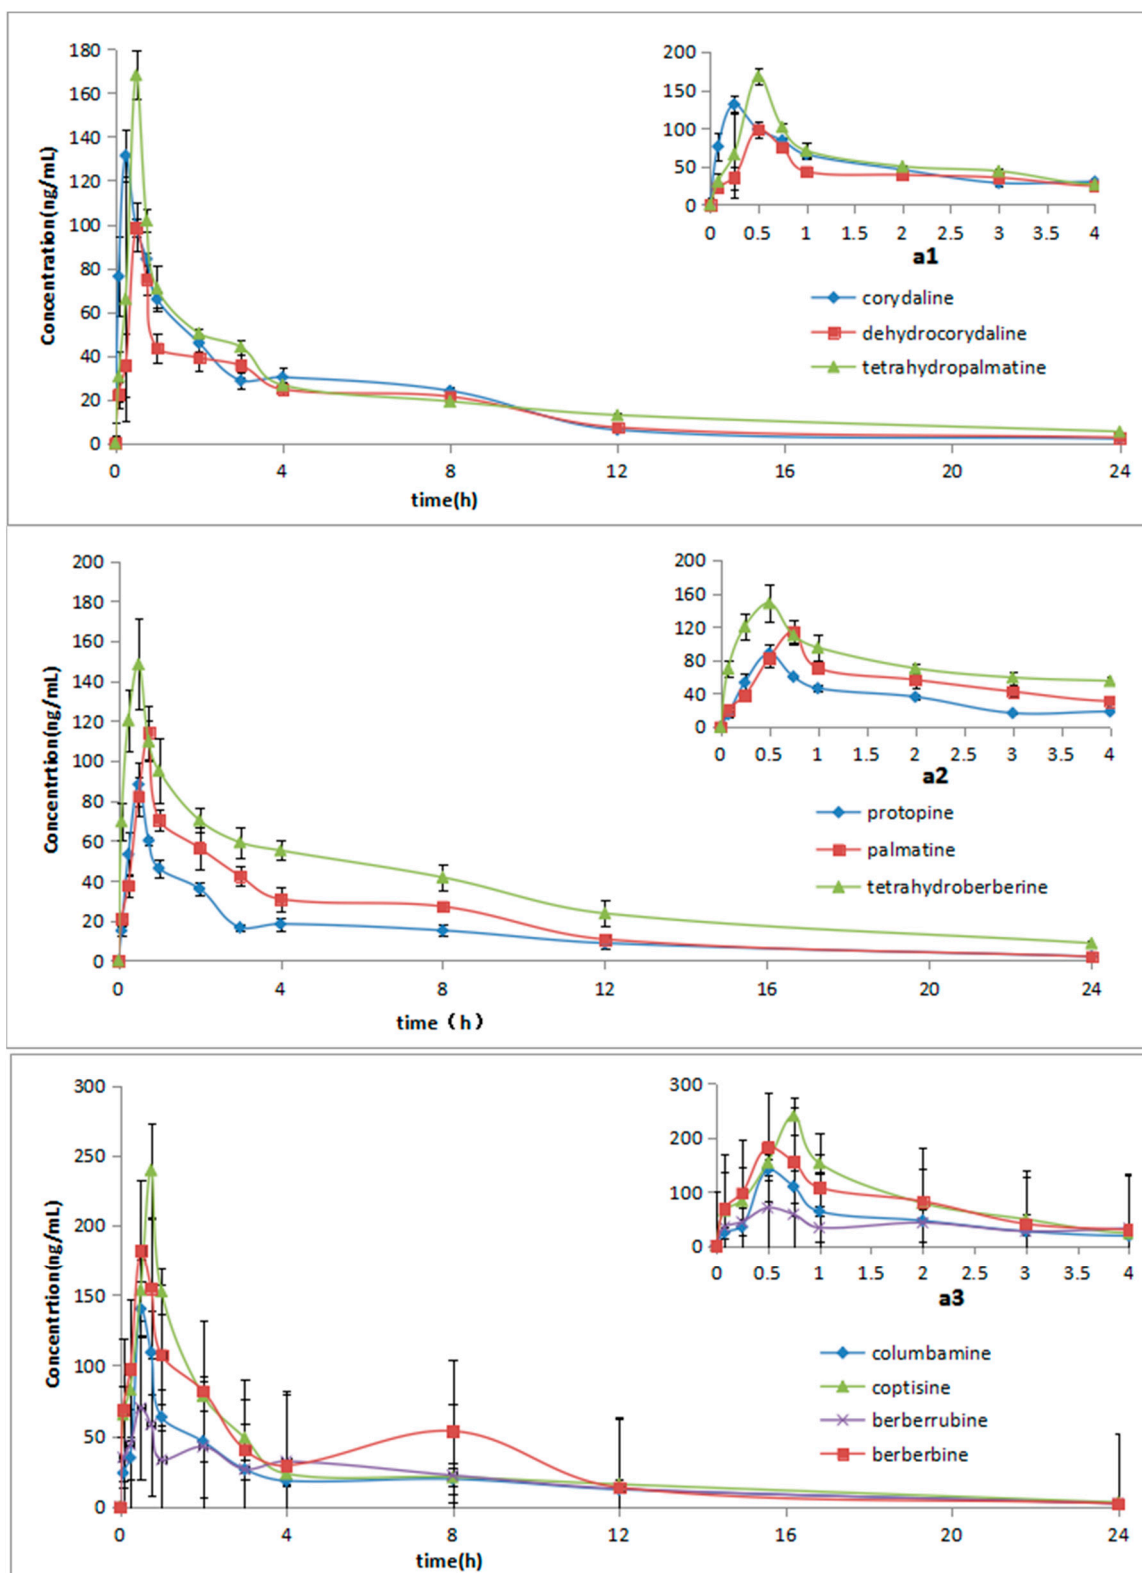 180
160
140
120
100
80
60
40
20
0
Concentration(ng/mL)
0 4 8 12 16 20 24
time(h)
200
150
100
50
0
0 0.5 1 1.5 2 2.5 3 3.5 4
a1
corydaline
dehydrocorydaline
tetrahydropalmatine
200
180
160
140
120
100
80
60
40
20
0
Concentrtion(ng/mL)
0 4 8 12 16 20 24
time（h）
200
160
120
80
40
0
0 0.5 1 1.5 2 2.5 3 3.5 4
a2
protopine
palmatine
tetrahydroberberine
300
250
200
150
100
50
0
Concentrtion(ng/mL)
0 4 8 12 16 20 24
time(h)
300
200
100
0
0 0.5 1 1.5 2 2.5 3 3.5 4
a3
columbamine
coptisine
berberrubine
berberbine